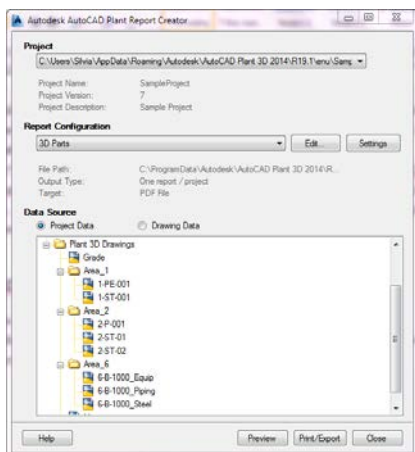 Autodesk AutoCAD Plant Report Creator
Project
C:\Users\Silvia\AppData\Roaming\Autodesk\AutoCAD Plant 3D 2014\R19.1\enu\Samp
Project Name: SampleProject
Project Version: 7
Project Description: Sample Project
Report Configuration
3D Parts Edit... Settings
File Path: C:\ProgramData\Autodesk\AutoCAD Plant 3D 2014\R...
Output Type: One report / project
Target: PDF File
Data Source
Project Data Drawing Data
Plant 3D Drawings
Grade
Area_1
1-PE-001
1-ST-001
Area_2
2-P-001
2-ST-01
2-ST-02
Area_6
6-B-1000_Equip
6-B-1000_Piping
6-B-1000_Steel
Help Preview Print/Export Close